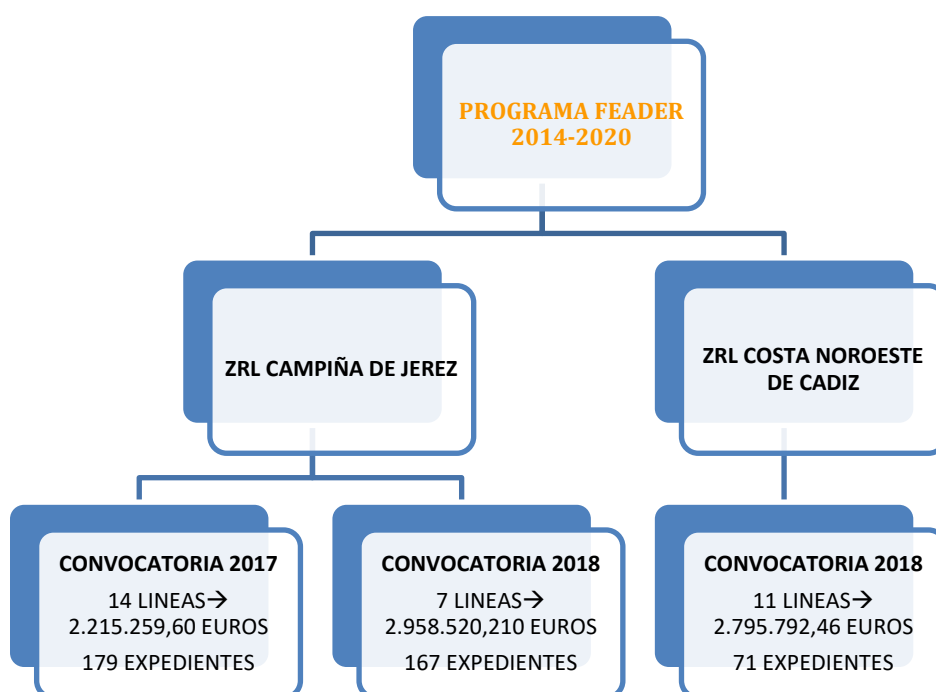 PROGRAMA FEADER
2014-2020
ZRL CAMPIÑA DE JEREZ
ZRL COSTA NOROESTE
DE CADIZ
CONVOCATORIA 2017
14 LINEAS→
2.215.259,60 EUROS
179 EXPEDIENTES
CONVOCATORIA 2018
7 LINEAS→
2.958.520,210 EUROS
167 EXPEDIENTES
CONVOCATORIA 2018
11 LINEAS→
2.795.792,46 EUROS
71 EXPEDIENTES